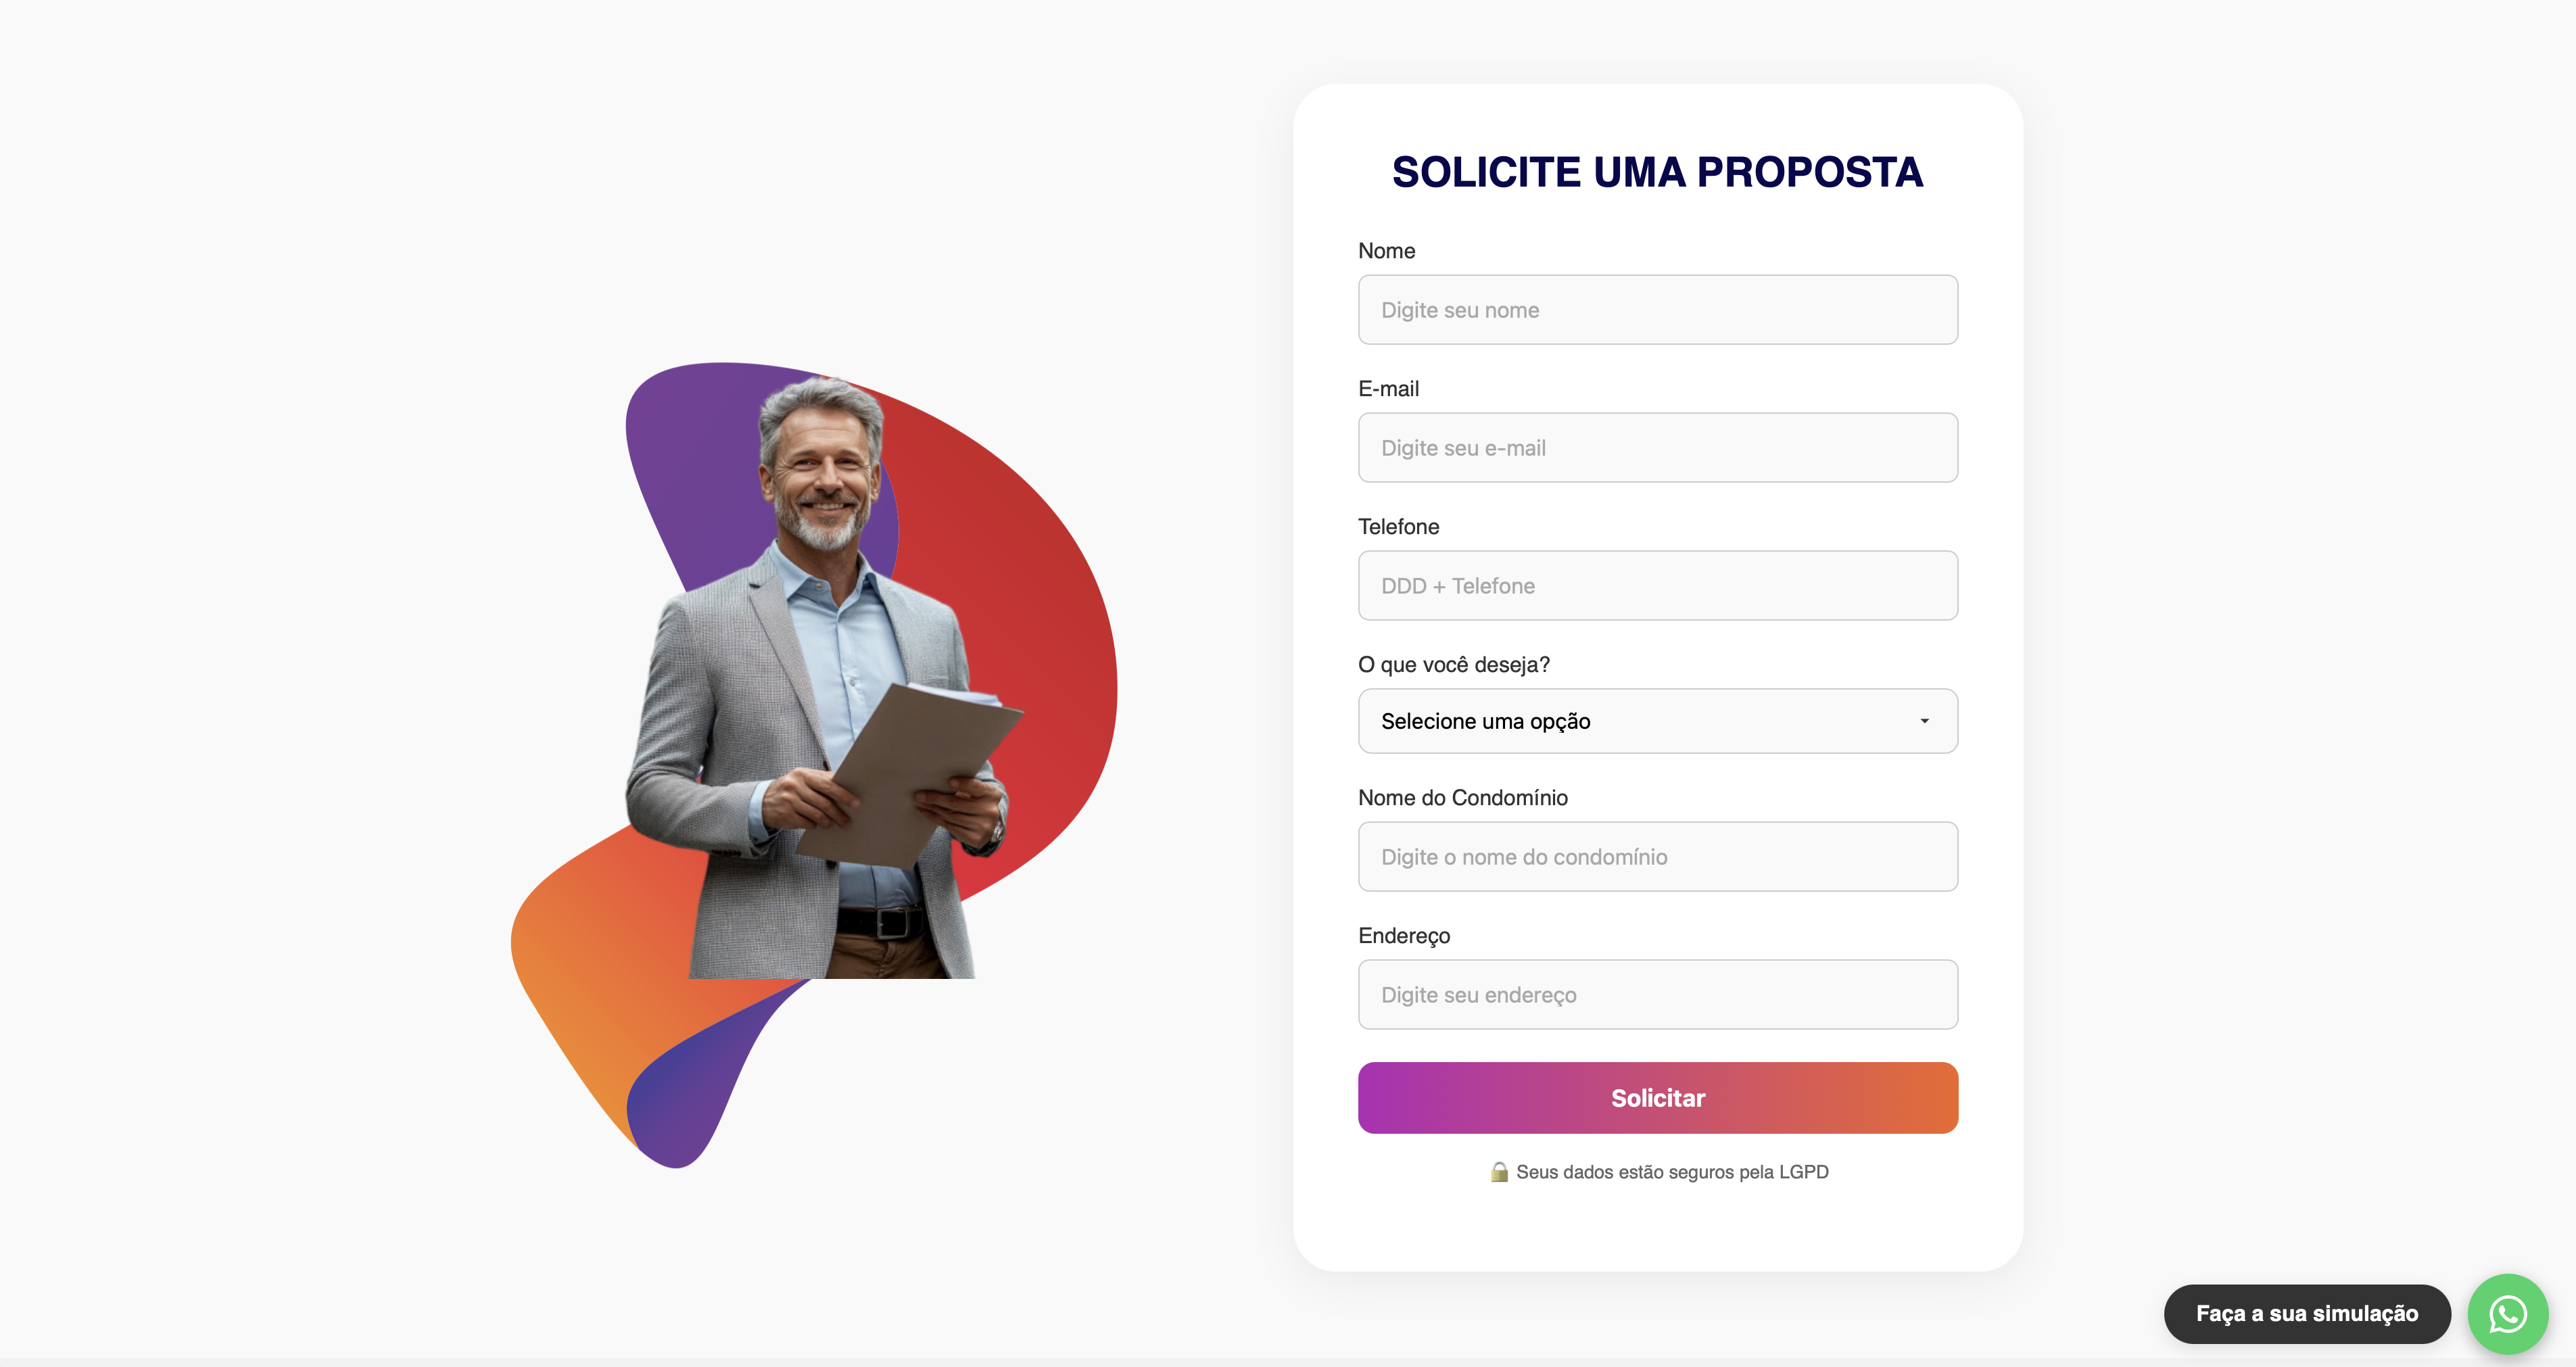 SOLICITE UMA PROPOSTA
Nome
Digite seu nome
E-mail
Digite seu e-mail
Telefone
DDD + Telefone
O que você deseja?
Selecione uma opção
Nome do Condomínio
Digite o nome do condomínio
Endereço
Digite seu endereço
Solicitar
🔒 Seus dados estão seguros pela LGPD
Faça a sua simulação